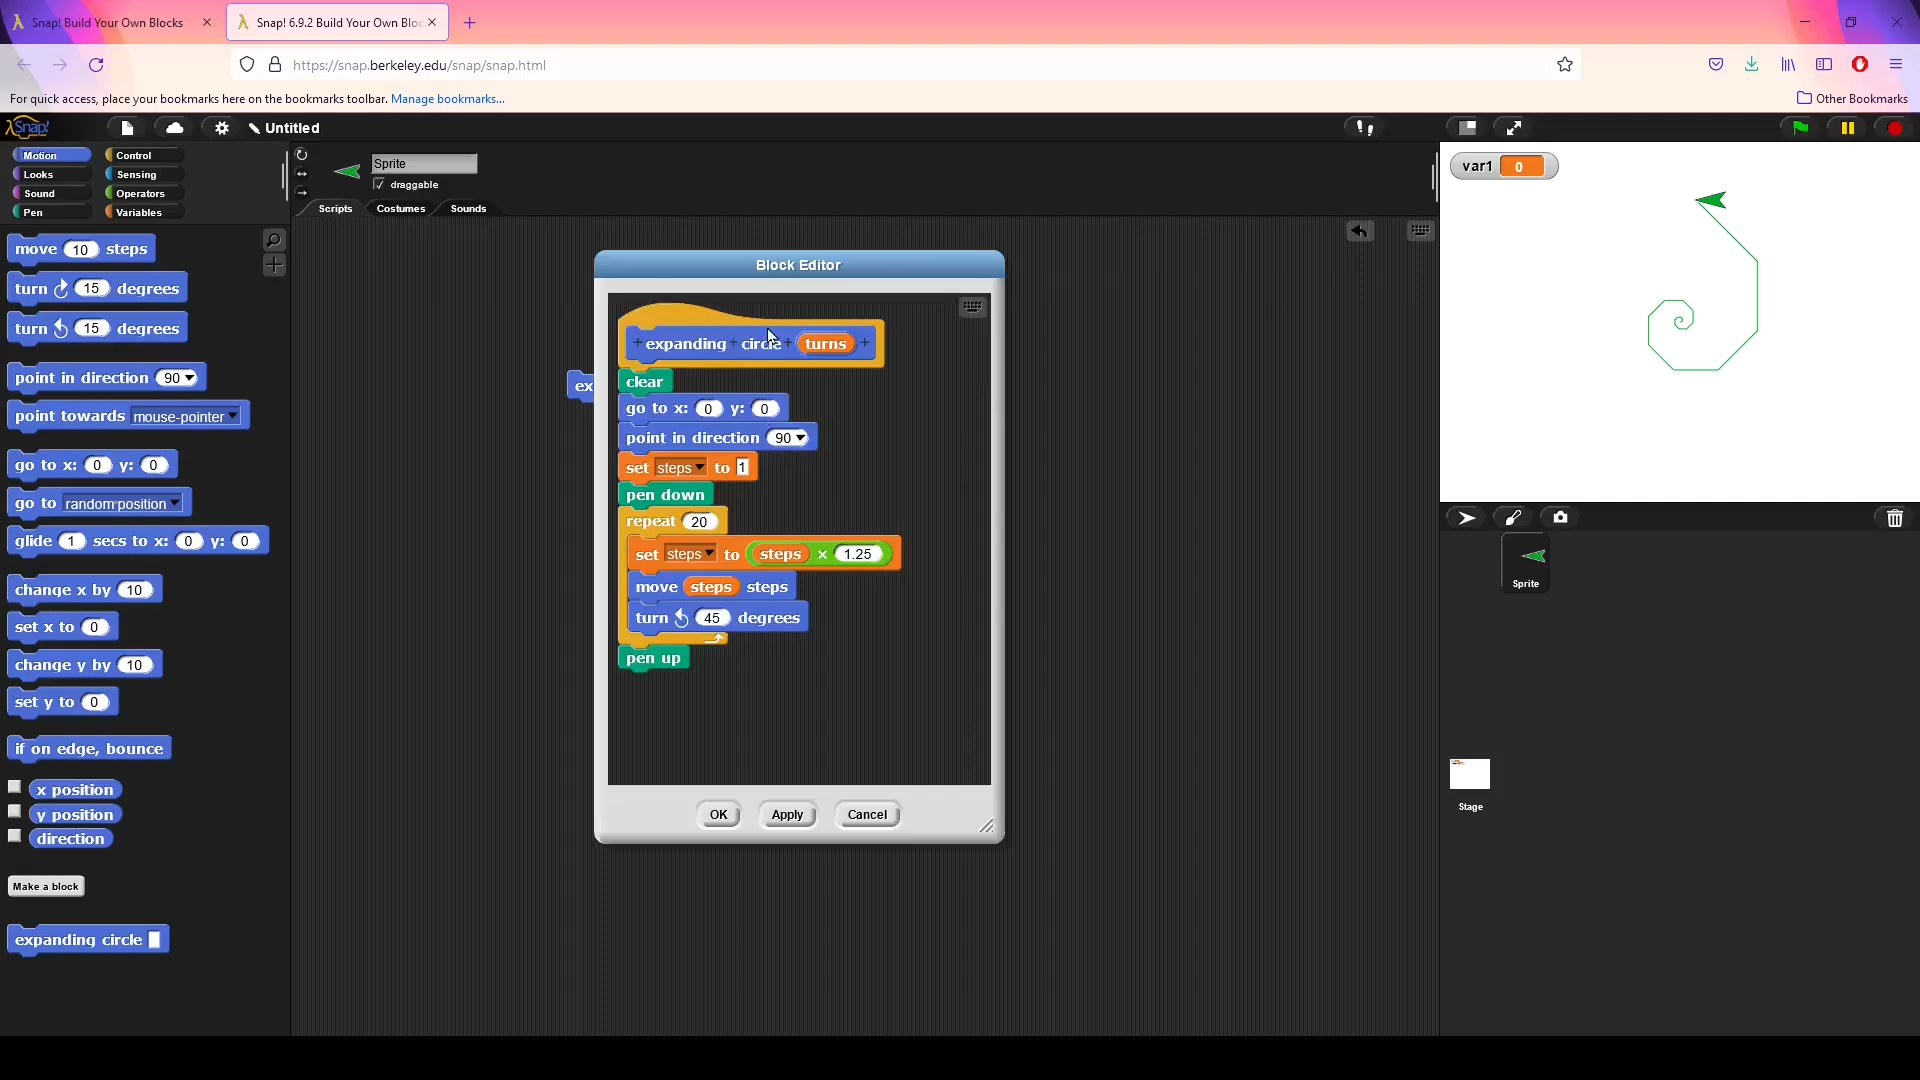 Snap! Build Your Own Blocks
Snap! 6.9.2 Build Your Own Bloc
https://snap.berkeley.edu/snap/snap.html
For quick access, place your bookmarks here on the bookmarks toolbar. Manage bookmarks...
Other Bookmarks
Snap!
Untitled
Motion
Control
Looks
Sensing
Sound
Operators
Pen
Variables
move 10 steps
turn 15 degrees
turn 15 degrees
point in direction 90
point towards mouse-pointer
go to x: 0 y: 0
go to random position
glide 1 secs to x: 0 y: 0
change x by 10
set x to 0
change y by 10
set y to 0
if on edge, bounce
x position
y position
direction
Make a block
expanding circle
Sprite
draggable
Scripts
Costumes
Sounds
ex
Block Editor
+ expanding + circle + turns +
clear
go to x: 0 y: 0
point in direction 90
set steps to 1
pen down
repeat 20
set steps to steps × 1.25
move steps steps
turn 45 degrees
pen up
OK
Apply
Cancel
var1 0
Sprite
Stage